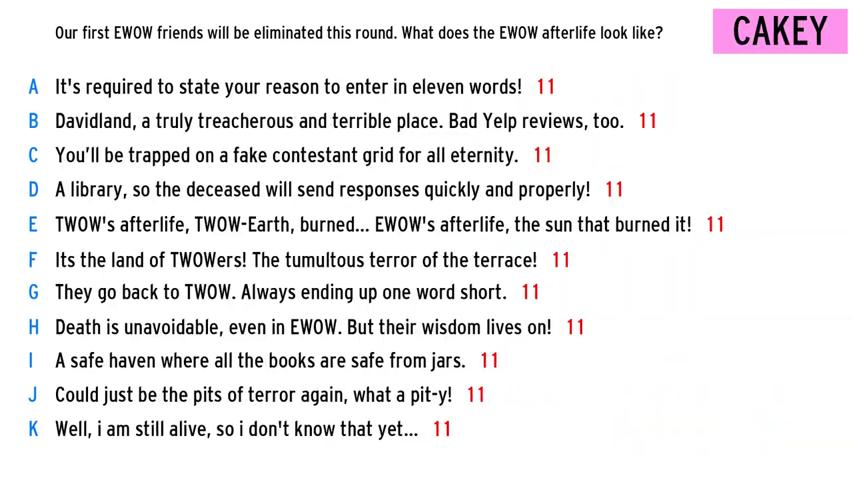 Our first EWOW friends will be eliminated this round. What does the EWOW afterlife look like?
CAKEY
A It's required to state your reason to enter in eleven words! 11
B Davidland, a truly treacherous and terrible place. Bad Yelp reviews, too. 11
C You’ll be trapped on a fake contestant grid for all eternity. 11
D A library, so the deceased will send responses quickly and properly! 11
E TWOW's afterlife, TWOW-Earth, burned... EWOW's afterlife, the sun that burned it! 11
F Its the land of TWOWers! The tumultous terror of the terrace! 11
G They go back to TWOW. Always ending up one word short. 11
H Death is unavoidable, even in EWOW. But their wisdom lives on! 11
I A safe haven where all the books are safe from jars. 11
J Could just be the pits of terror again, what a pit-y! 11
K Well, i am still alive, so i don't know that yet... 11